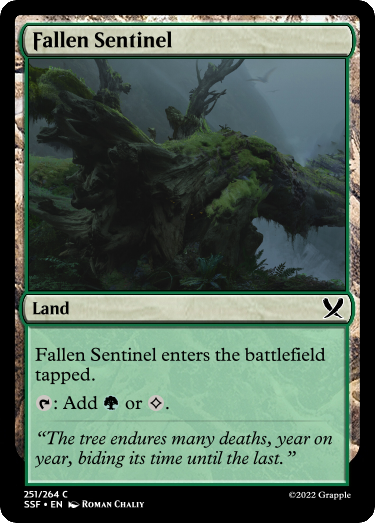 Fallen Sentinel
Land
Fallen Sentinel enters the battlefield
tapped.
: Add or .
“The tree endures many deaths, year on
year, biding its time until the last.”
251/264 C
SSF • EN ROMAN CHALIY
©2022 Grapple